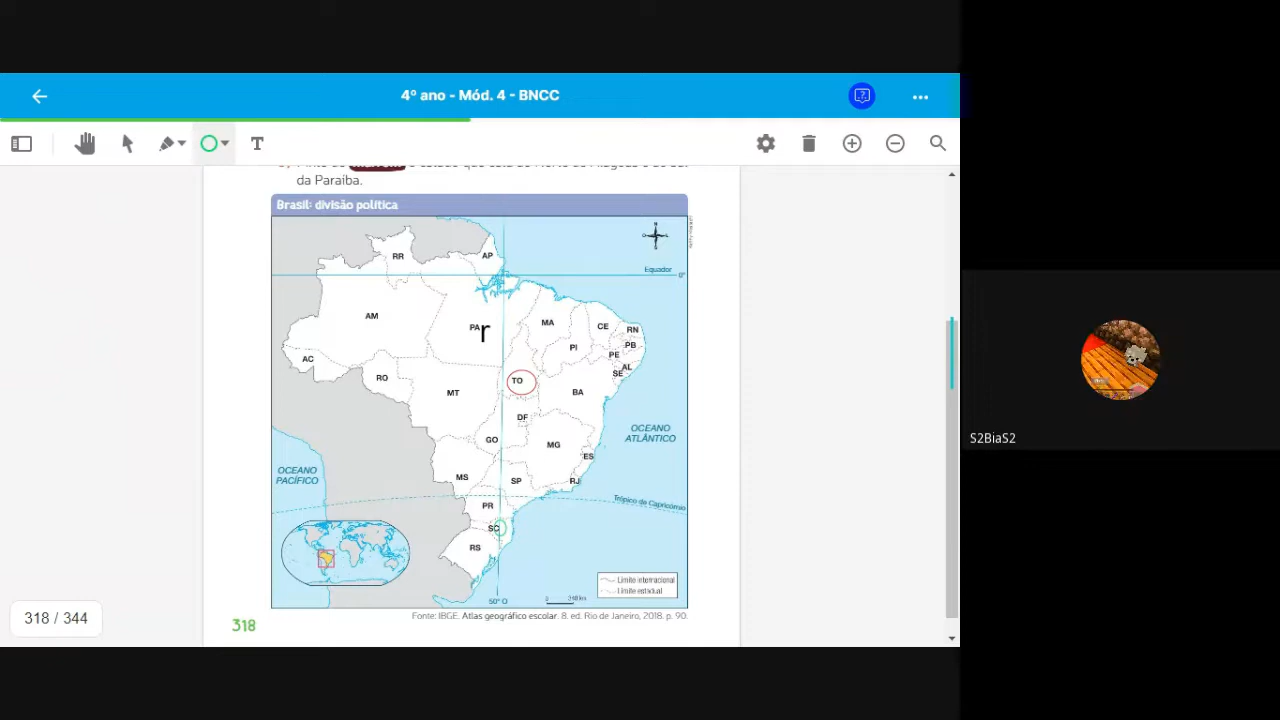 4º ano - Mód. 4 - BNCC
T
da Paraíba.
Brasil: divisão política
RR
AP
Equador
0°
AM
PA r
MA
CE
RN
PB
PI
PE
AL
SE
AC
RO
TO
MT
BA
DF
GO
MG
OCEANO
ATLÂNTICO
ES
OCEANO
PACÍFICO
MS
SP
RJ
Trópico de Capricórnio
PR
SC
RS
Limite internacional
Limite estadual
50° O
0
Fonte: IBGE. Atlas geográfico escolar. 8. ed. Rio de Janeiro, 2018. p. 90.
318
318 / 344
S2BiaS2